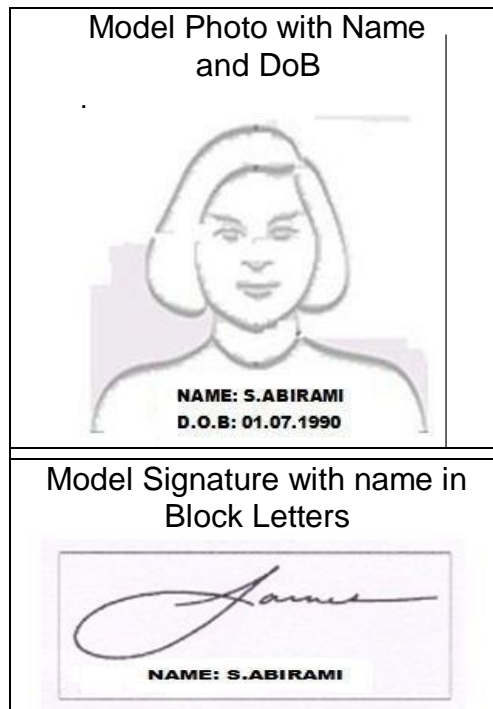 Model Photo with Name
and DoB
NAME: S.ABIRAMI
D.O.B: 01.07.1990
Model Signature with name in
Block Letters
James
NAME: S.ABIRAMI